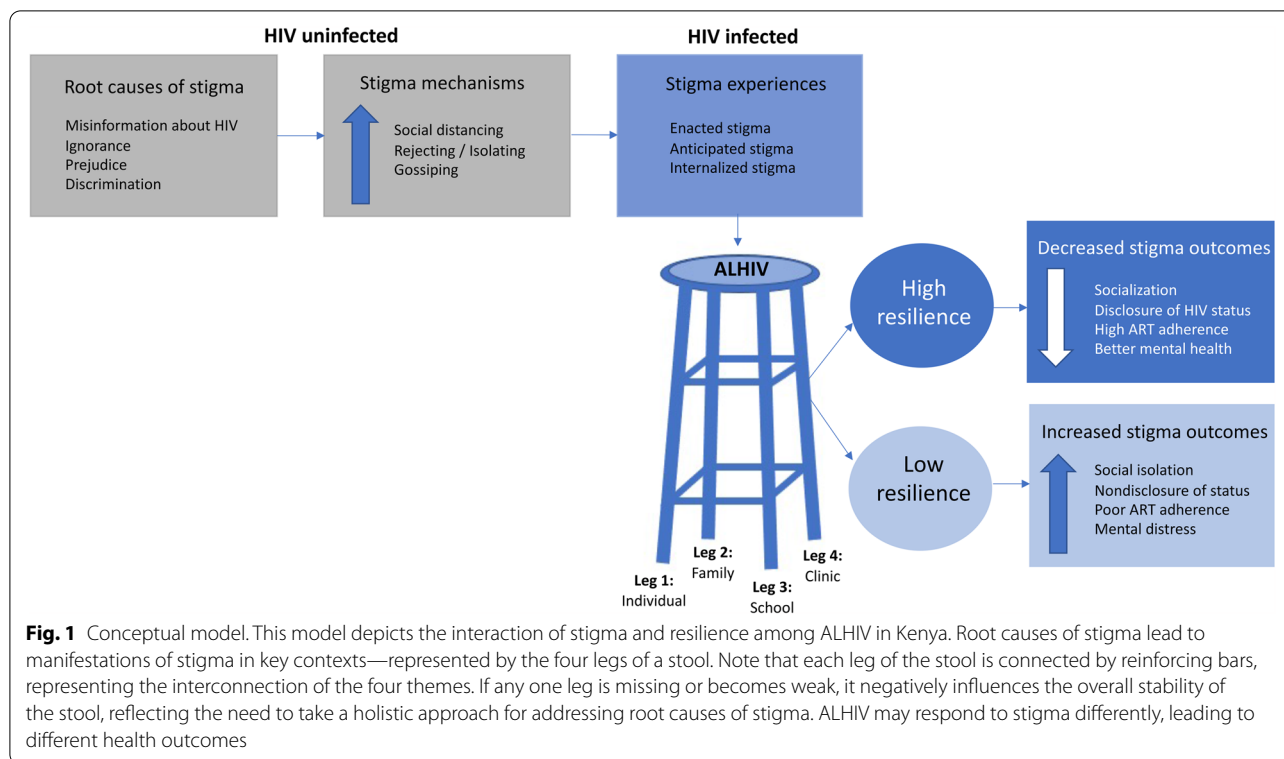 HIV uninfected
HIV infected
Root causes of stigma
Misinformation about HIV
Ignorance
Prejudice
Discrimination
Stigma mechanisms
Social distancing
Rejecting / Isolating
Gossiping
Stigma experiences
Enacted stigma
Anticipated stigma
Internalized stigma
ALHIV
High
resilience
Decreased stigma outcomes
Socialization
Disclosure of HIV status
High ART adherence
Better mental health
Low
resilience
Increased stigma outcomes
Social isolation
Nondisclosure of status
Poor ART adherence
Mental distress
Leg 1:
Individual
Leg 2:
Family
Leg 3:
School
Leg 4:
Clinic
Fig. 1 Conceptual model. This model depicts the interaction of stigma and resilience among ALHIV in Kenya. Root causes of stigma lead to
manifestations of stigma in key contexts—represented by the four legs of a stool. Note that each leg of the stool is connected by reinforcing bars,
representing the interconnection of the four themes. If any one leg is missing or becomes weak, it negatively influences the overall stability of
the stool, reflecting the need to take a holistic approach for addressing root causes of stigma. ALHIV may respond to stigma differently, leading to
different health outcomes